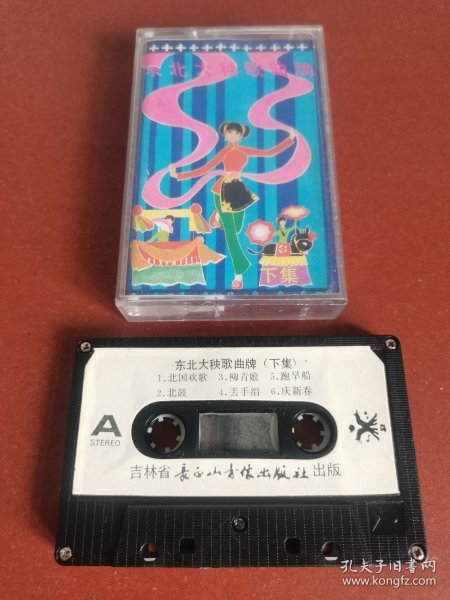 东北大秧歌曲牌
下集
东北大秧歌曲牌（下集）
1.北国欢歌 3.柳青娘 5.跑旱船
2.北鼓 4.丢手绢 6.庆新春
A
STEREO
吉林省长白山音像出版社出版
孔夫子旧书网
www.kongfz.com